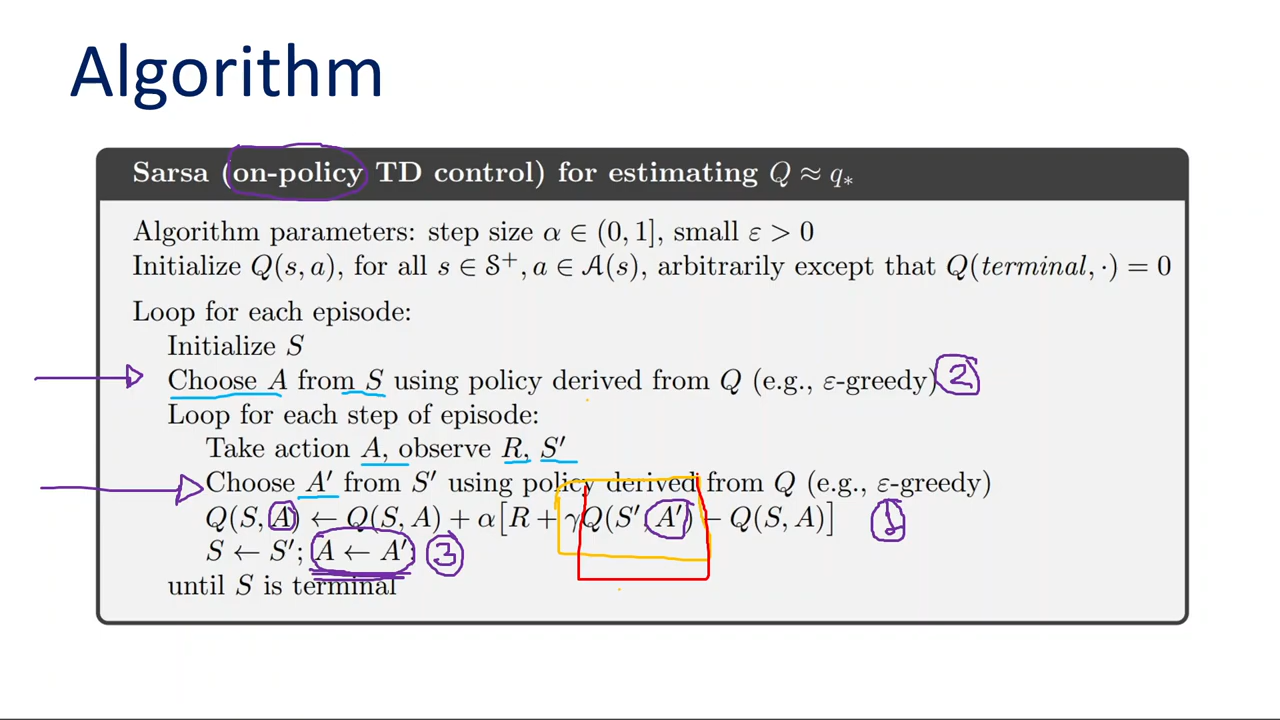 Algorithm
Sarsa (on-policy TD control) for estimating Q ≈ q*
Algorithm parameters: step size α ∈ (0, 1], small ε > 0
Initialize Q(s, a), for all s ∈ 𝒮⁺, a ∈ 𝒜(s), arbitrarily except that Q(terminal, ·) = 0
Loop for each episode:
Initialize S
Choose A from S using policy derived from Q (e.g., ε-greedy) 2
Loop for each step of episode:
Take action A, observe R, S′
Choose A′ from S′ using policy derived from Q (e.g., ε-greedy)
Q(S, A) ← Q(S, A) + α[R + γQ(S′, A′) − Q(S, A)] 1
S ← S′; A ← A′; 3
until S is terminal